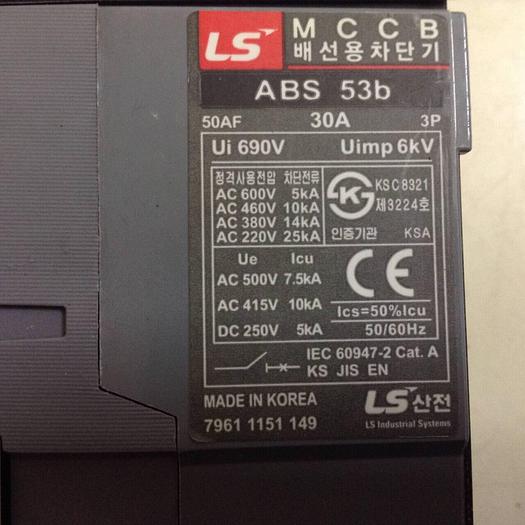 LS MCCB
배선용차단기
ABS 53b
50AF 30A 3P
Ui 690V Uimp 6kV
정격사용전압 차단전류
AC 600V 5kA
AC 460V 10kA
AC 380V 14kA
AC 220V 25kA
KS C 8321
제3224호
인증기관 KSA
Ue Icu
AC 500V 7.5kA
AC 415V 10kA
DC 250V 5kA
CE
Ics=50%Icu
50/60Hz
IEC 60947-2 Cat. A
KS JIS EN
MADE IN KOREA
7961 1151 149
LS산전
LS Industrial Systems